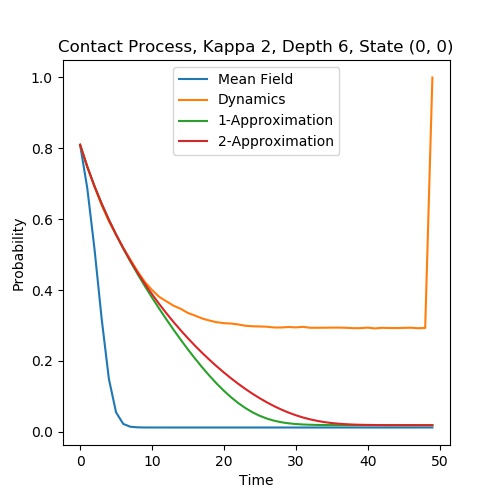 Contact Process, Kappa 2, Depth 6, State (0, 0)
Mean Field
Dynamics
1-Approximation
2-Approximation
1.0
0.8
0.6
0.4
0.2
0.0
Probability
0 10 20 30 40 50
Time